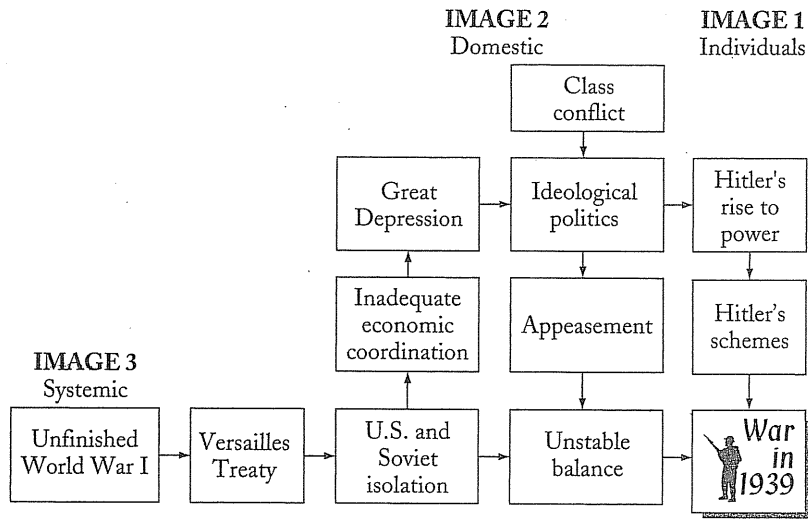 IMAGE 2
Domestic
IMAGE 1
Individuals
Class
conflict
Great
Depression
Ideological
politics
Hitler's
rise to
power
Inadequate
economic
coordination
Appeasement
Hitler's
schemes
IMAGE 3
Systemic
Unfinished
World War I
Versailles
Treaty
U.S. and
Soviet
isolation
Unstable
balance
War
in
1939